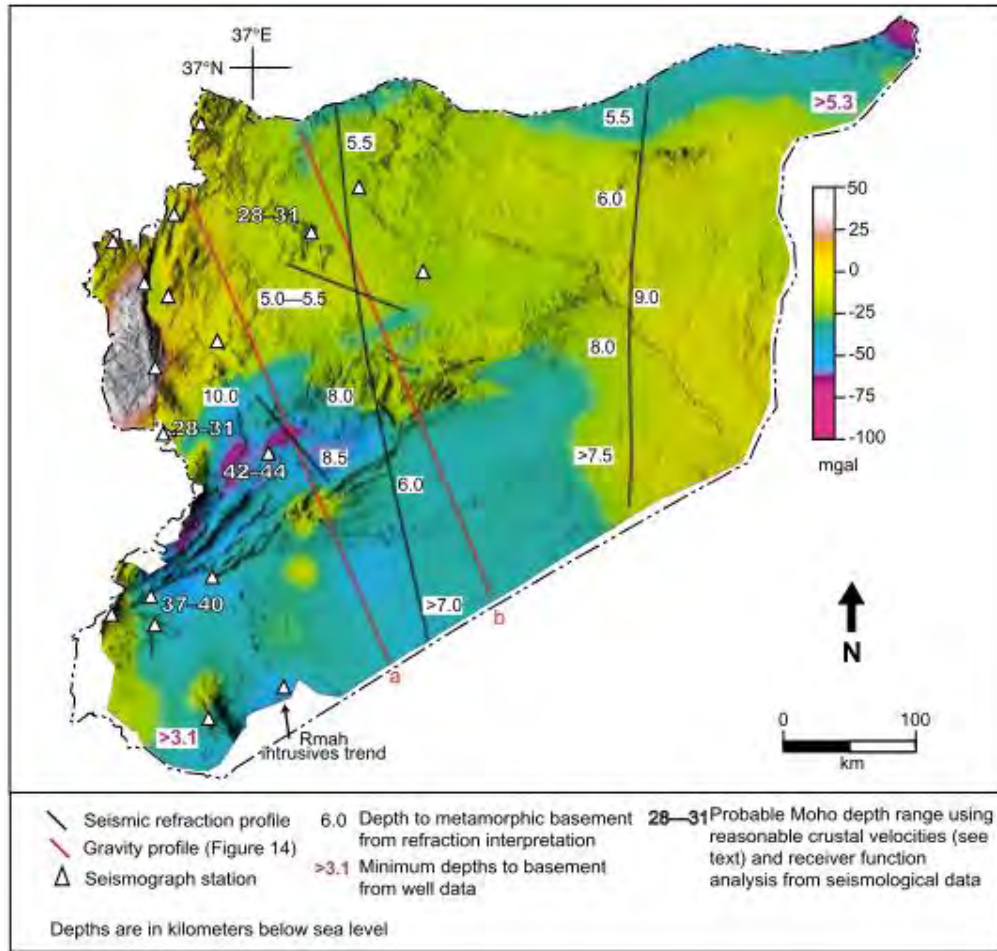 37°E
37°N
>5.3
5.5
5.5
50
25
0
-25
-50
-75
-100
mgal
6.0
28–31
9.0
5.0—5.5
8.0
10.0
8.0
28–31
42–44
8.5
>7.5
6.0
37–40
>7.0
b
a
N
>3.1
Rmah
intrusives trend
0
100
km
Seismic refraction profile
Gravity profile (Figure 14)
Seismograph station
6.0 Depth to metamorphic basement
from refraction interpretation
>3.1 Minimum depths to basement
from well data
28—31 Probable Moho depth range using
reasonable crustal velocities (see
text) and receiver function
analysis from seismological data
Depths are in kilometers below sea level